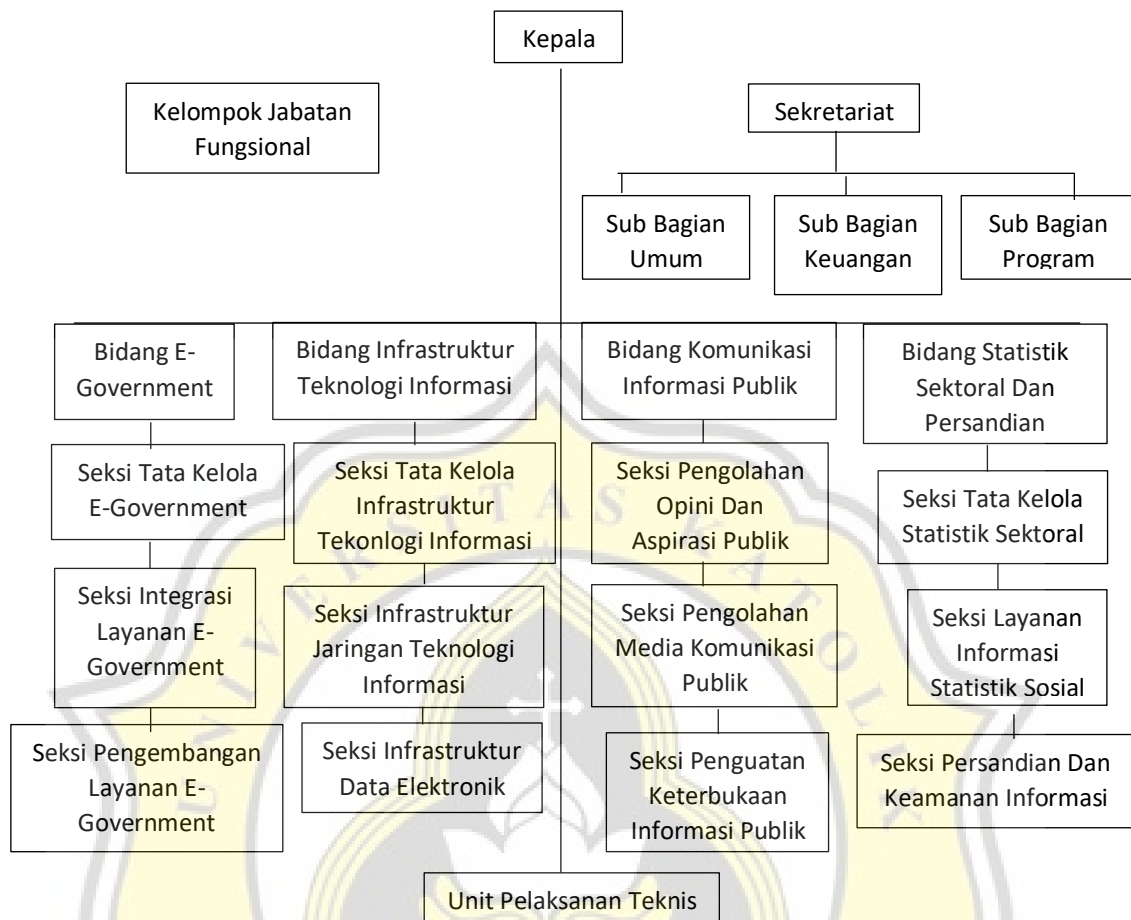 Kepala
Kelompok Jabatan
Fungsional
Sekretariat
Sub Bagian
Umum
Sub Bagian
Keuangan
Sub Bagian
Program
Bidang E-
Government
Bidang Infrastruktur
Teknologi Informasi
Bidang Komunikasi
Informasi Publik
Bidang Statistik
Sektoral Dan
Persandian
Seksi Tata Kelola
E-Government
Seksi Tata Kelola
Infrastruktur
Tekonlogi Informasi
Seksi Pengolahan
Opini Dan
Aspirasi Publik
Seksi Tata Kelola
Statistik Sektoral
Seksi Integrasi
Layanan E-
Government
Seksi Infrastruktur
Jaringan Teknologi
Informasi
Seksi Pengolahan
Media Komunikasi
Publik
Seksi Layanan
Informasi
Statistik Sosial
Seksi Pengembangan
Layanan E-
Government
Seksi Infrastruktur
Data Elektronik
Seksi Penguatan
Keterbukaan
Informasi Publik
Seksi Persandian Dan
Keamanan Informasi
Unit Pelaksanan Teknis
UNIVERSITAS KATOLIK